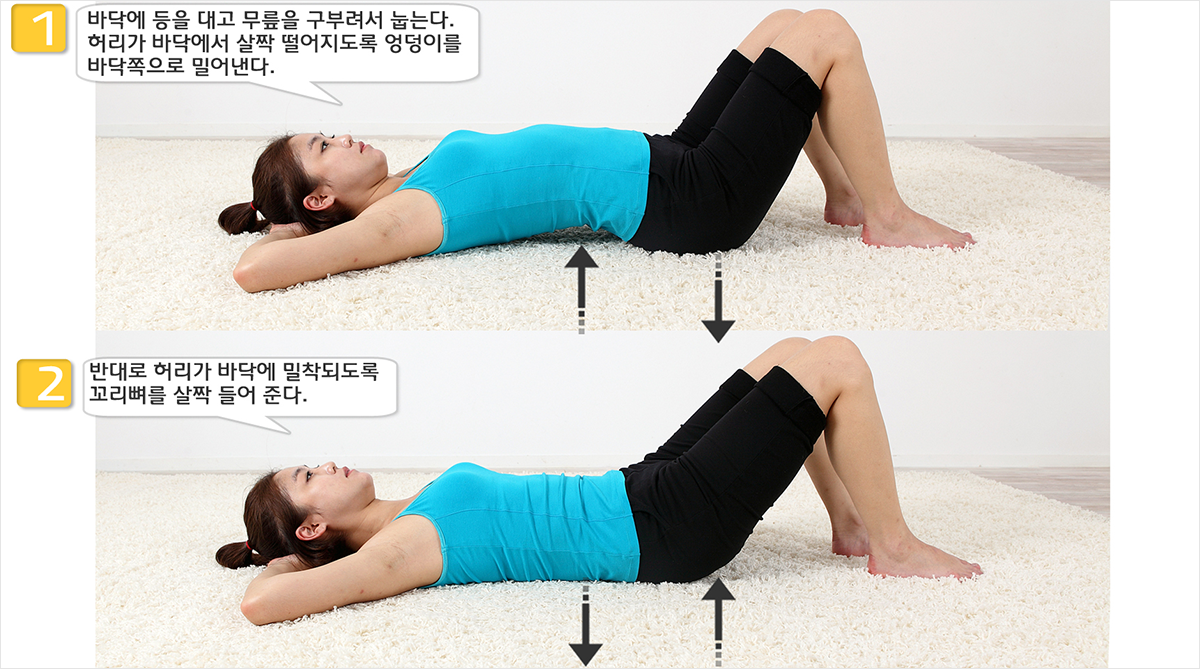 1
바닥에 등을 대고 무릎을 구부려서 눕는다.
허리가 바닥에서 살짝 떨어지도록 엉덩이를
바닥쪽으로 밀어낸다.
2
반대로 허리가 바닥에 밀착되도록
꼬리뼈를 살짝 들어 준다.